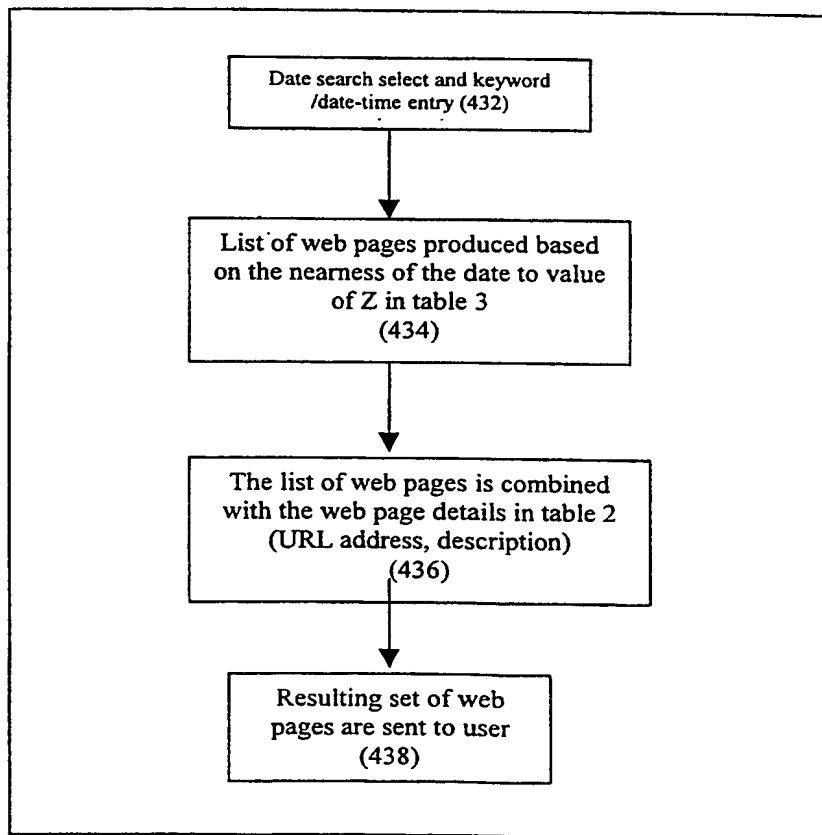 Date search select and keyword
/date-time entry (432)
List of web pages produced based
on the nearness of the date to value
of Z in table 3
(434)
The list of web pages is combined
with the web page details in table 2
(URL address, description)
(436)
Resulting set of web
pages are sent to user
(438)